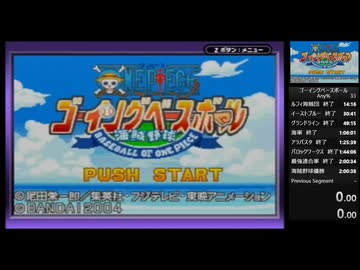 Z ボタン：メニュー
ONE PIECE
ゴーイングベースボール
海賊野球
BASEBALL OF ONE PIECE
PUSH START
©尾田栄一郎／集英社・フジテレビ・東映アニメーション
©BANDAI 2004
ゴーイングベースボール
Any% 33
ルフィ海賊団 終了 14:16
イーストブルー 終了 30:41
グランドライン 終了 49:15
海軍 終了 1:06:01
アラバスタ 終了 1:25:39
バロックワークス 終了 1:44:06
最強連合軍 終了 2:00:34
海賊野球終了 2:00:38
Previous Segment
0.00
0.00